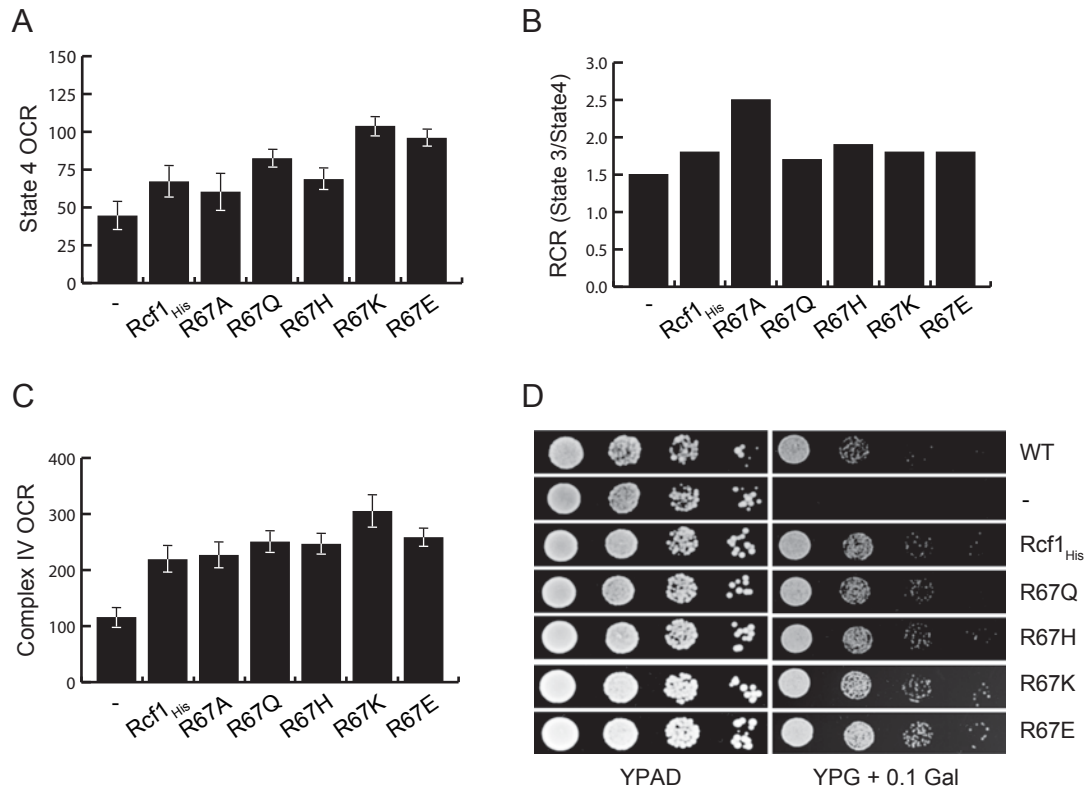 A
State 4 OCR
150
125
100
75
50
25
0
- Rcf1His R67A R67Q R67H R67K R67E
B
RCR (State 3/State4)
3.0
2.5
2.0
1.5
1.0
0.5
0.0
- Rcf1His R67A R67Q R67H R67K R67E
C
Complex IV OCR
400
300
200
100
0
- Rcf1His R67A R67Q R67H R67K R67E
D
WT
-
Rcf1His
R67Q
R67H
R67K
R67E
YPAD YPG + 0.1 Gal